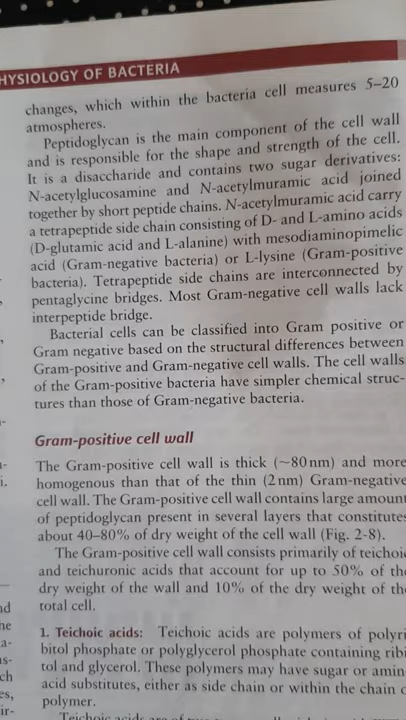 HYSIOLOGY OF BACTERIA
changes, which within the bacteria cell measures 5–20
atmospheres.
Peptidoglycan is the main component of the cell wall
and is responsible for the shape and strength of the cell.
It is a disaccharide and contains two sugar derivatives:
N-acetylglucosamine and N-acetylmuramic acid joined
together by short peptide chains. N-acetylmuramic acid carry
a tetrapeptide side chain consisting of D- and L-amino acids
(D-glutamic acid and L-alanine) with mesodiaminopimelic
acid (Gram-negative bacteria) or L-lysine (Gram-positive
bacteria). Tetrapeptide side chains are interconnected by
pentaglycine bridges. Most Gram-negative cell walls lack
interpeptide bridge.
Bacterial cells can be classified into Gram positive or
Gram negative based on the structural differences between
Gram-positive and Gram-negative cell walls. The cell walls
of the Gram-positive bacteria have simpler chemical struc-
tures than those of Gram-negative bacteria.
Gram-positive cell wall
The Gram-positive cell wall is thick (~80 nm) and more
homogenous than that of the thin (2 nm) Gram-negative
cell wall. The Gram-positive cell wall contains large amount
of peptidoglycan present in several layers that constitutes
about 40–80% of dry weight of the cell wall (Fig. 2-8).
The Gram-positive cell wall consists primarily of teichoic
and teichuronic acids that account for up to 50% of the
dry weight of the wall and 10% of the dry weight of the
total cell.
1. Teichoic acids: Teichoic acids are polymers of polyri
bitol phosphate or polyglycerol phosphate containing ribi
tol and glycerol. These polymers may have sugar or amin
acid substitutes, either as side chain or within the chain
polymer.